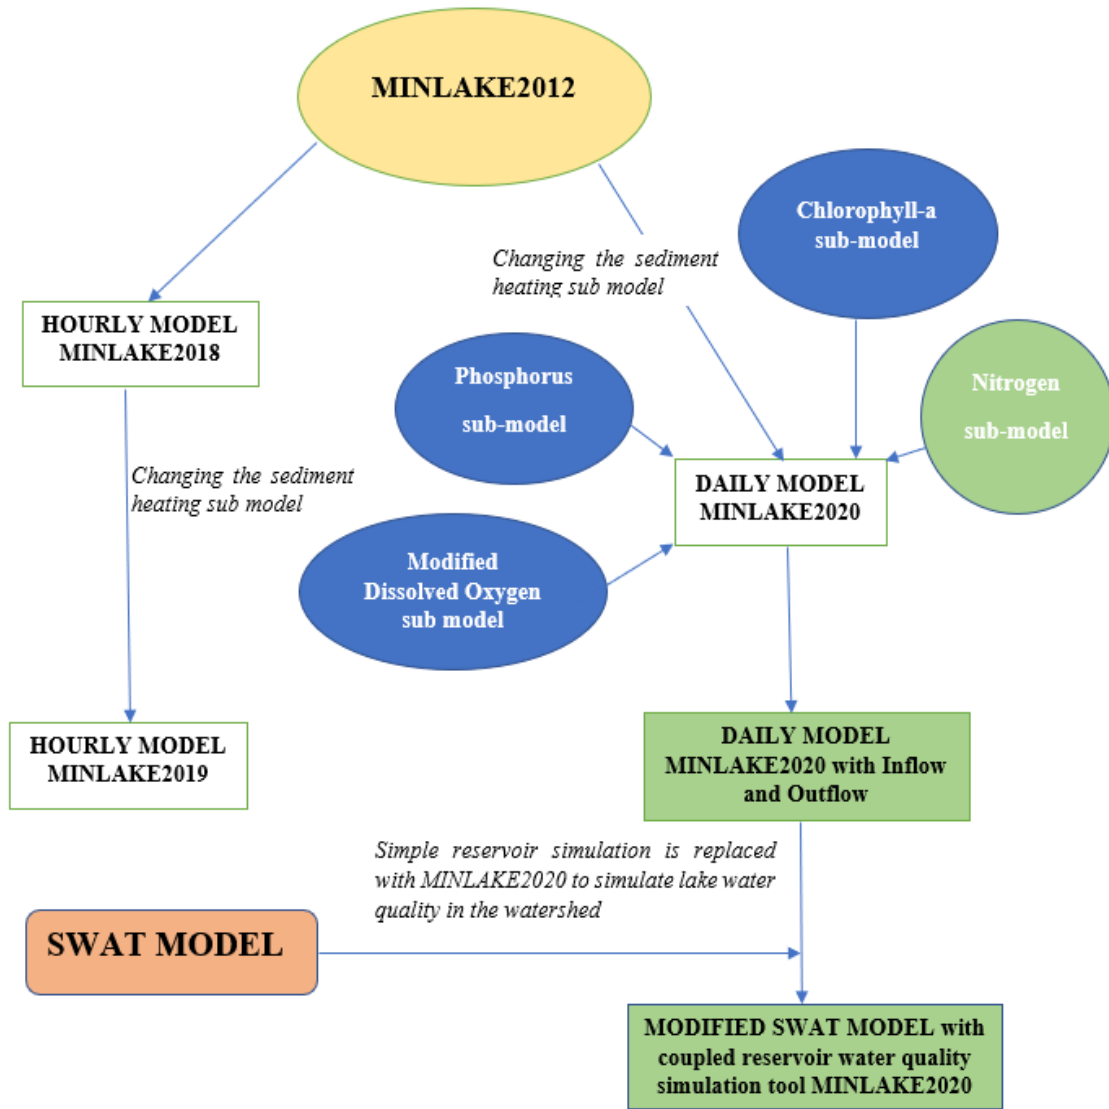 MINLAKE2012
Chlorophyll-a
sub-model
Changing the sediment
heating sub model
HOURLY MODEL
MINLAKE2018
Phosphorus
sub-model
Nitrogen
sub-model
Changing the sediment
heating sub model
DAILY MODEL
MINLAKE2020
Modified
Dissolved Oxygen
sub model
HOURLY MODEL
MINLAKE2019
DAILY MODEL
MINLAKE2020 with Inflow
and Outflow
Simple reservoir simulation is replaced
with MINLAKE2020 to simulate lake water
quality in the watershed
SWAT MODEL
MODIFIED SWAT MODEL with
coupled reservoir water quality
simulation tool MINLAKE2020